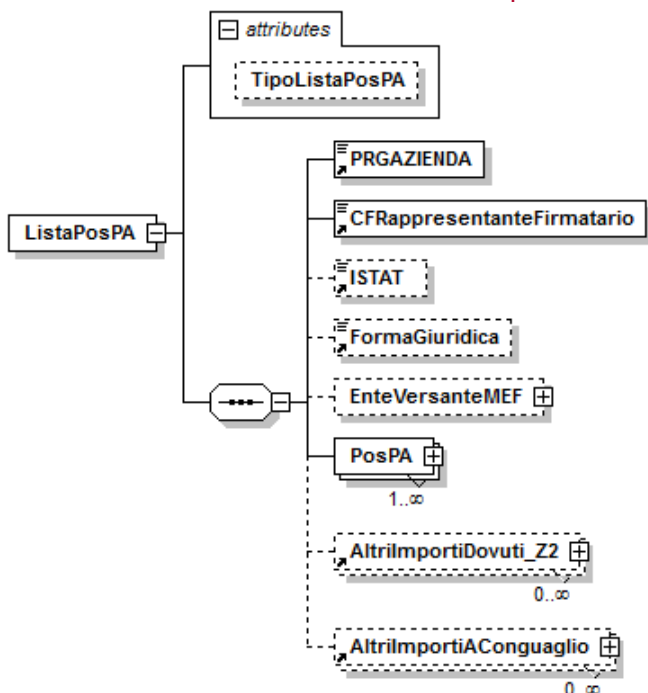 attributes
TipoListaPosPA
PRGAZIENDA
CFRappresentanteFirmatario
ListaPosPA
ISTAT
FormaGiuridica
EnteVersanteMEF
PosPA
1..∞
AltriImportiDovuti_Z2
0..∞
AltriImportiAConguaglio
0..∞